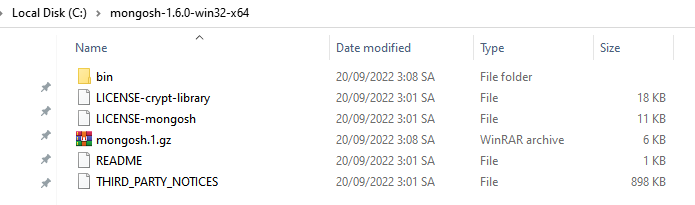 Local Disk (C:) > mongosh-1.6.0-win32-x64
Name Date modified Type Size
bin 20/09/2022 3:08 SA File folder
LICENSE-crypt-library 20/09/2022 3:01 SA File 18 KB
LICENSE-mongosh 20/09/2022 3:01 SA File 11 KB
mongosh.1.gz 20/09/2022 3:08 SA WinRAR archive 6 KB
README 20/09/2022 3:01 SA File 1 KB
THIRD_PARTY_NOTICES 20/09/2022 3:01 SA File 898 KB